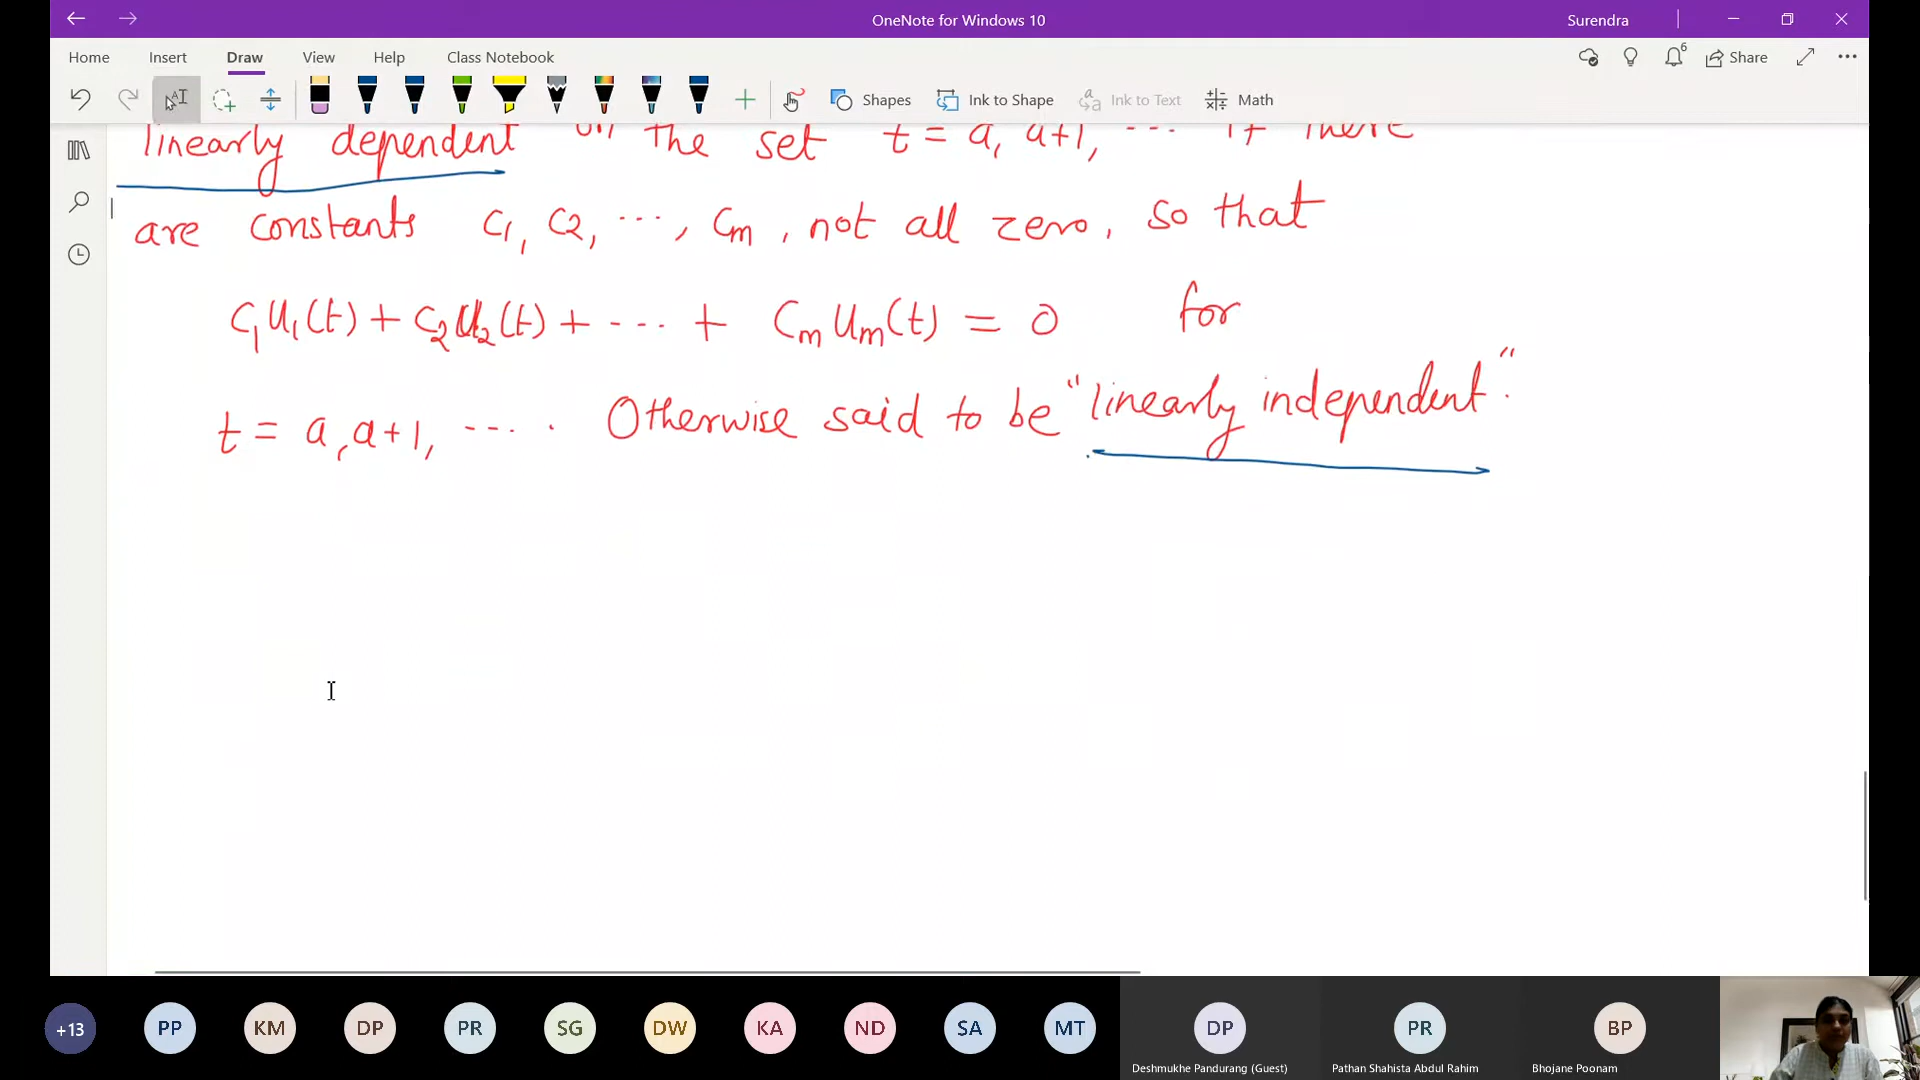 OneNote for Windows 10
Surendra
Home Insert Draw View Help Class Notebook
6
Share
Shapes Ink to Shape Ink to Text Math
linearly dependent on the set t = a, a+1, --- if there
are constants c1, c2, ..., cm, not all zero, so that
c1u1(t) + c2u2(t) + --- + cmum(t) = 0 for
t = a, a+1, ---. . Otherwise said to be "linearly independent".
+13 PP KM DP PR SG DW KA ND SA MT DP PR BP
Deshmukhe Pandurang (Guest) Pathan Shahista Abdul Rahim Bhojane Poonam